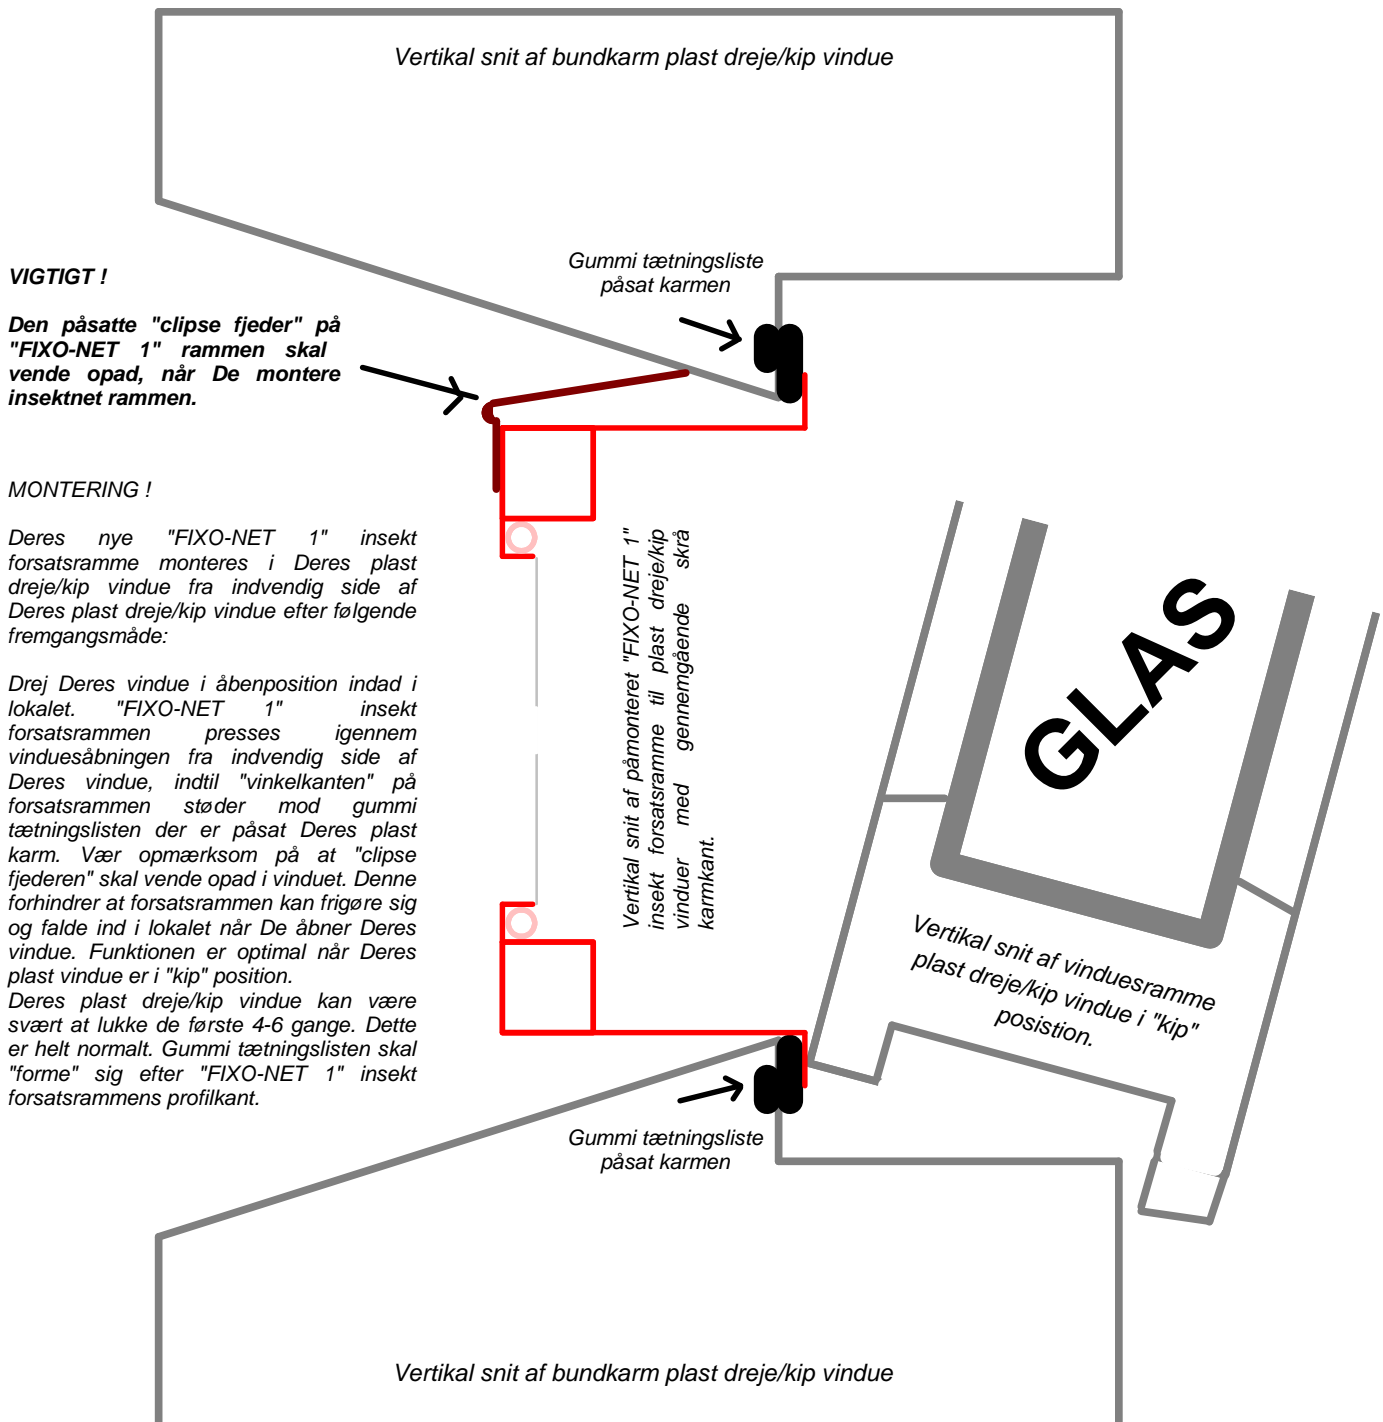 Vertikal snit af bundkarm plast dreje/kip vindue
Gummi tætningsliste
påsat karmen
VIGTIGT !
Den påsatte "clipse fjeder" på
"FIXO-NET 1" rammen skal
vende opad, når De montere
insektnet rammen.
MONTERING !
Deres nye "FIXO-NET 1" insekt
forsatsramme monteres i Deres plast
dreje/kip vindue fra indvendig side af
Deres plast dreje/kip vindue efter følgende
fremgangsmåde:
Drej Deres vindue i åbenposition indad i
lokalet. "FIXO-NET 1" insekt
forsatsrammen presses igennem
vinduesåbningen fra indvendig side af
Deres vindue, indtil "vinkelkanten" på
forsatsrammen støder mod gummi
tætningslisten der er påsat Deres plast
karm. Vær opmærksom på at "clipse
fjederen" skal vende opad i vinduet. Denne
forhindrer at forsatsrammen kan frigøre sig
og falde ind i lokalet når De åbner Deres
vindue. Funktionen er optimal når Deres
plast vindue er i "kip" position.
Deres plast dreje/kip vindue kan være
svært at lukke de første 4-6 gange. Dette
er helt normalt. Gummi tætningslisten skal
"forme" sig efter "FIXO-NET 1" insekt
forsatsrammens profilkant.
Vertikal snit af påmonteret "FIXO-NET 1"
insekt forsatsramme til plast dreje/kip
vinduer med gennemgående skrå
karmkant.
GLAS
Vertikal snit af vinduesramme
plast dreje/kip vindue i "kip"
posistion.
Gummi tætningsliste
påsat karmen
Vertikal snit af bundkarm plast dreje/kip vindue